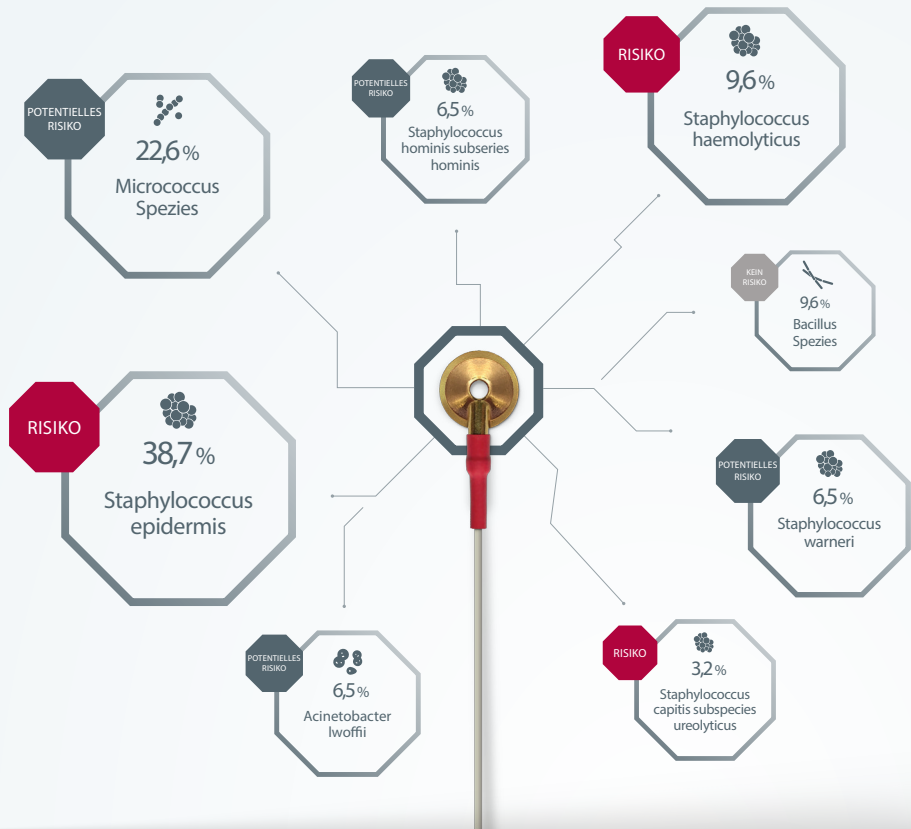 POTENTIELLES
RISIKO
22,6 %
Micrococcus
Spezies
POTENTIELLES
RISIKO
6,5 %
Staphylococcus
hominis subseries
hominis
RISIKO
9,6 %
Staphylococcus
haemolyticus
KEIN
RISIKO
9,6 %
Bacillus
Spezies
RISIKO
38,7 %
Staphylococcus
epidermis
POTENTIELLES
RISIKO
6,5 %
Staphylococcus
warneri
POTENTIELLES
RISIKO
6,5 %
Acinetobacter
lwoffii
RISIKO
3,2 %
Staphylococcus
capitis subspecies
ureolyticus